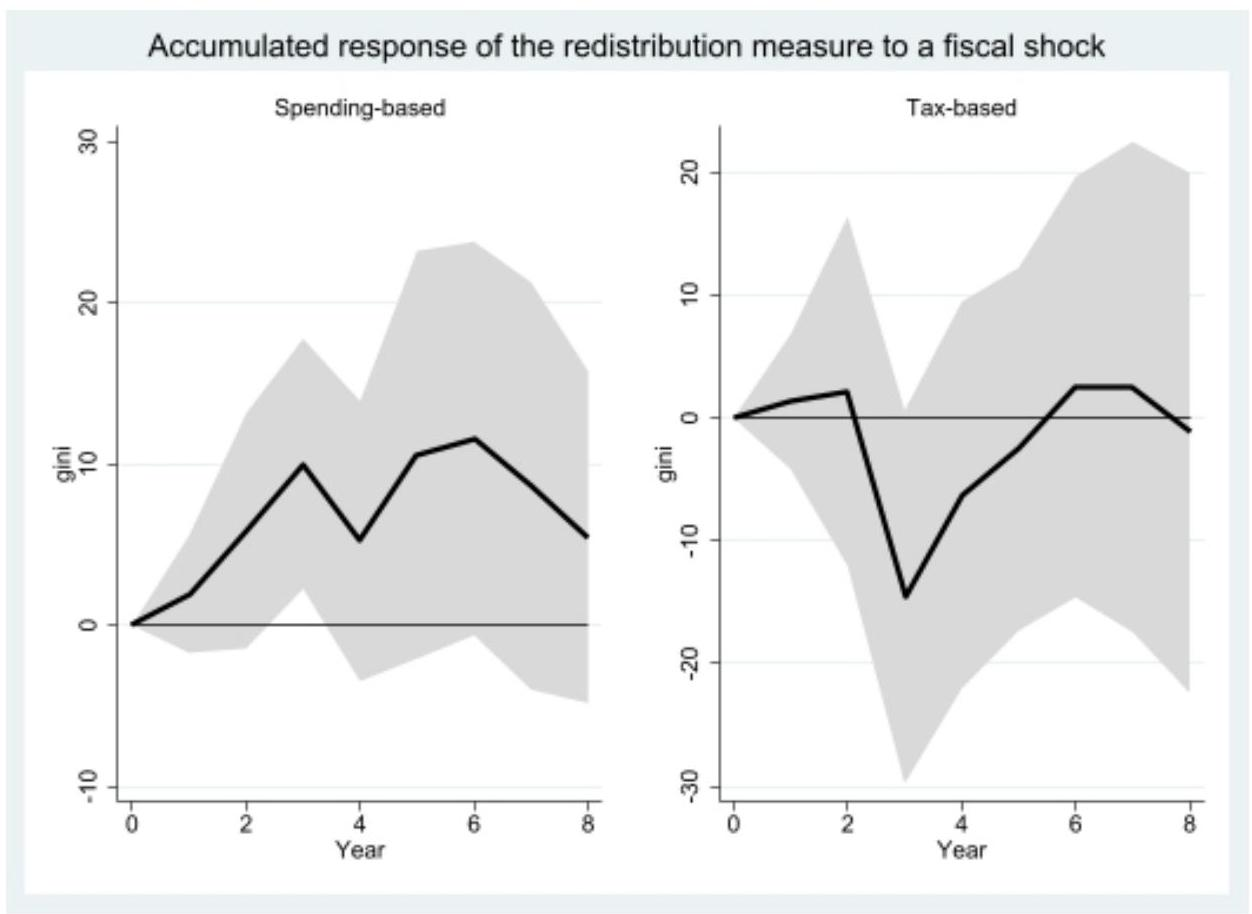 Accumulated response of the redistribution measure to a fiscal shock
Spending-based
30
20
10
0
-10
gini
0 2 4 6 8
Year
Tax-based
20
10
0
-10
-20
-30
gini
0 2 4 6 8
Year